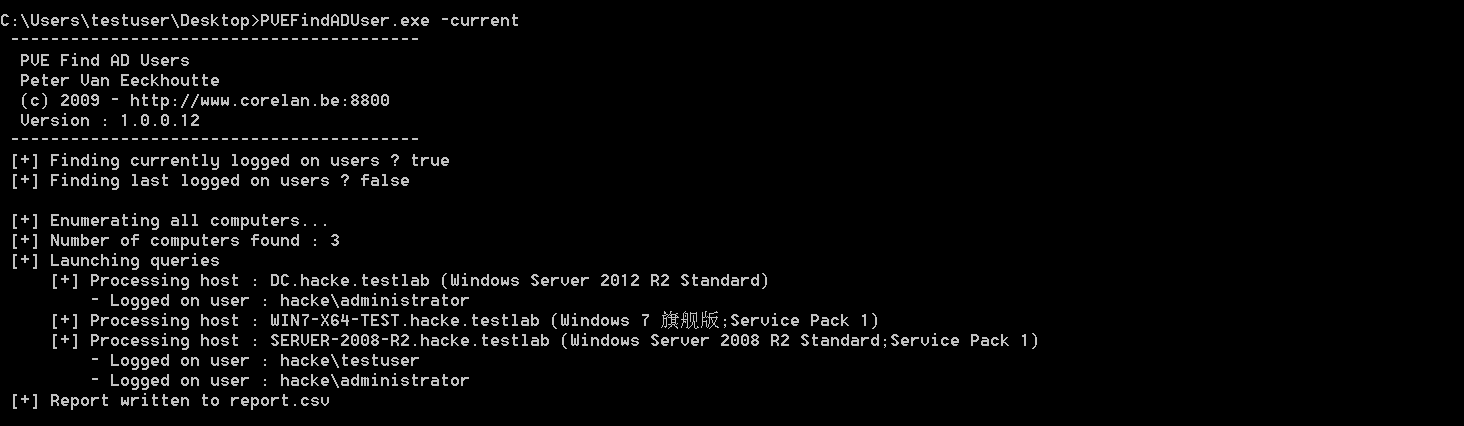 C:\Users\testuser\Desktop>PVEFindADUser.exe -current
-----------------------------------------
PVE Find AD Users
Peter Van Eeckhoutte
(c) 2009 - http://www.corelan.be:8800
Version : 1.0.0.12
-----------------------------------------
[+] Finding currently logged on users ? true
[+] Finding last logged on users ? false
[+] Enumerating all computers...
[+] Number of computers found : 3
[+] Launching queries
[+] Processing host : DC.hacke.testlab (Windows Server 2012 R2 Standard)
- Logged on user : hacke\administrator
[+] Processing host : WIN7-X64-TEST.hacke.testlab (Windows 7 旗舰版;Service Pack 1)
[+] Processing host : SERVER-2008-R2.hacke.testlab (Windows Server 2008 R2 Standard;Service Pack 1)
- Logged on user : hacke\testuser
- Logged on user : hacke\administrator
[+] Report written to report.csv